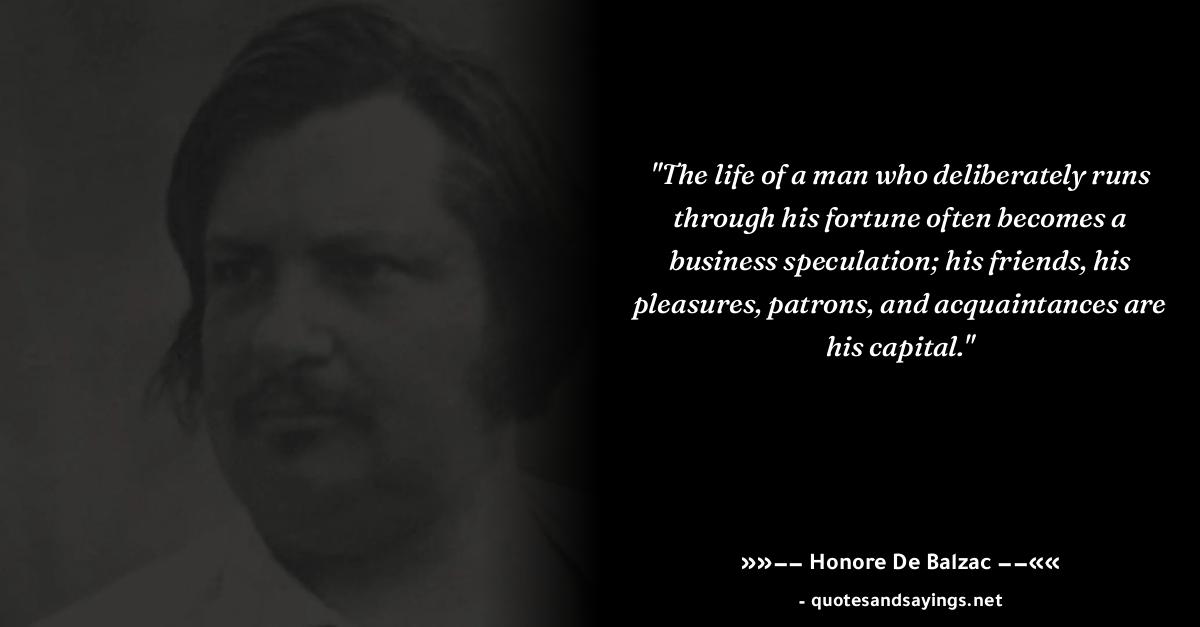 "The life of a man who deliberately runs
through his fortune often becomes a
business speculation; his friends, his
pleasures, patrons, and acquaintances are
his capital."
»»−− Honore De Balzac −−««
- quotesandsayings.net